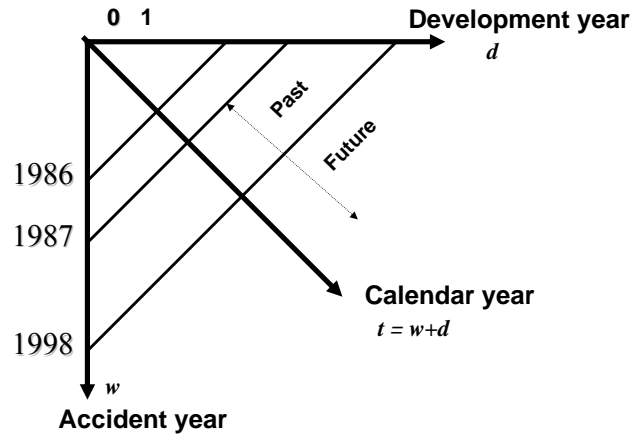 0 1
Development year
d
Past
Future
1986
1987
Calendar year
t = w+d
1998
w
Accident year